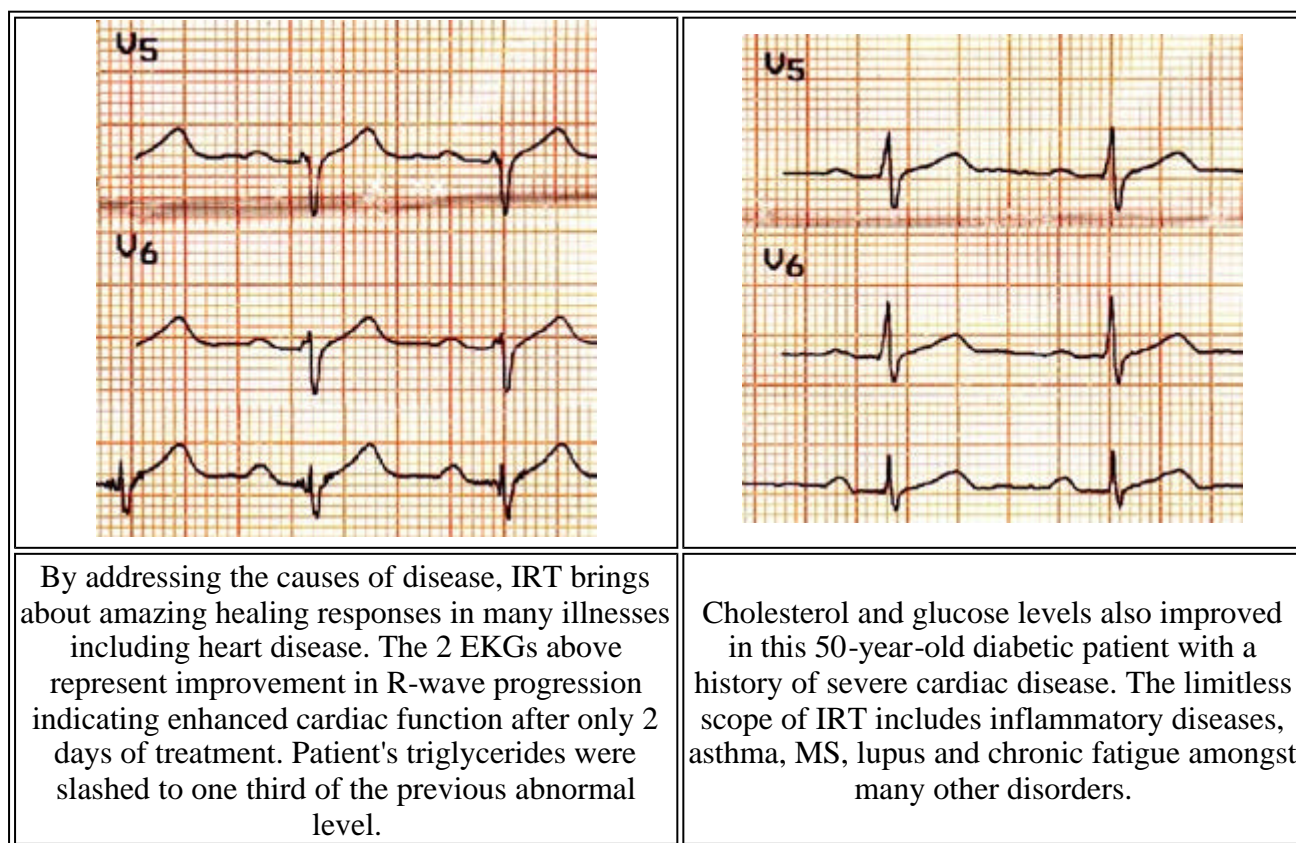 V5
V6
V5
V6
By addressing the causes of disease, IRT brings
about amazing healing responses in many illnesses
including heart disease. The 2 EKGs above
represent improvement in R-wave progression
indicating enhanced cardiac function after only 2
days of treatment. Patient's triglycerides were
slashed to one third of the previous abnormal
level.
Cholesterol and glucose levels also improved
in this 50-year-old diabetic patient with a
history of severe cardiac disease. The limitless
scope of IRT includes inflammatory diseases,
asthma, MS, lupus and chronic fatigue amongst
many other disorders.